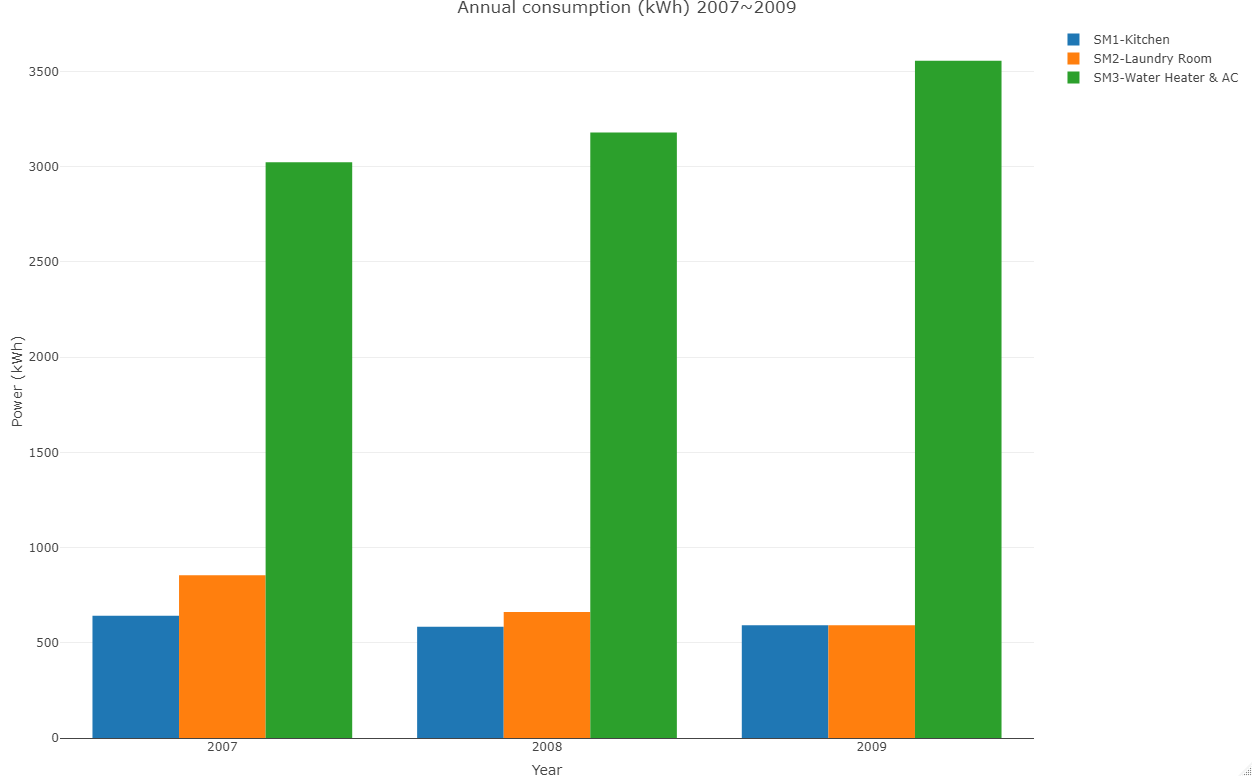 Annual consumption (kWh) 2007~2009
SM1-Kitchen
SM2-Laundry Room
SM3-Water Heater & AC
3500
3000
2500
2000
1500
1000
500
0
Power (kWh)
2007
2008
2009
Year